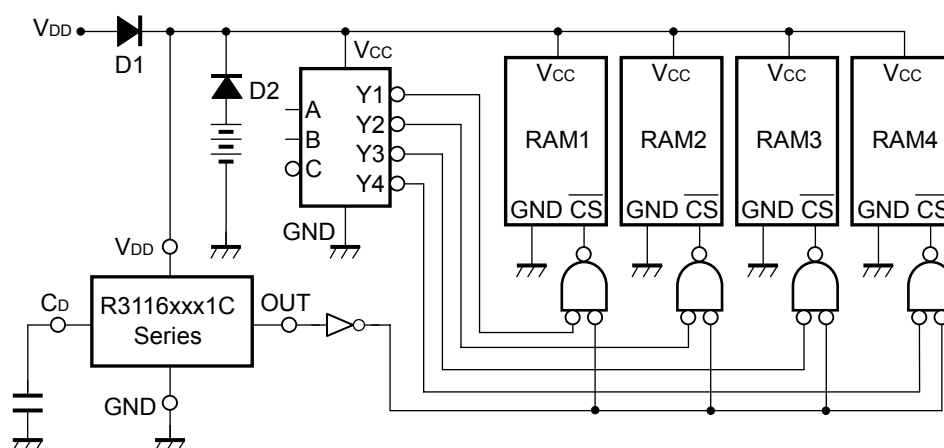 VDD
D1
D2
VCC
A
B
C
Y1
Y2
Y3
Y4
GND
VCC
RAM1
GND CS
VCC
RAM2
GND CS
VCC
RAM3
GND CS
VCC
RAM4
GND CS
VDD
CD
R3116xxx1C
Series
OUT
GND